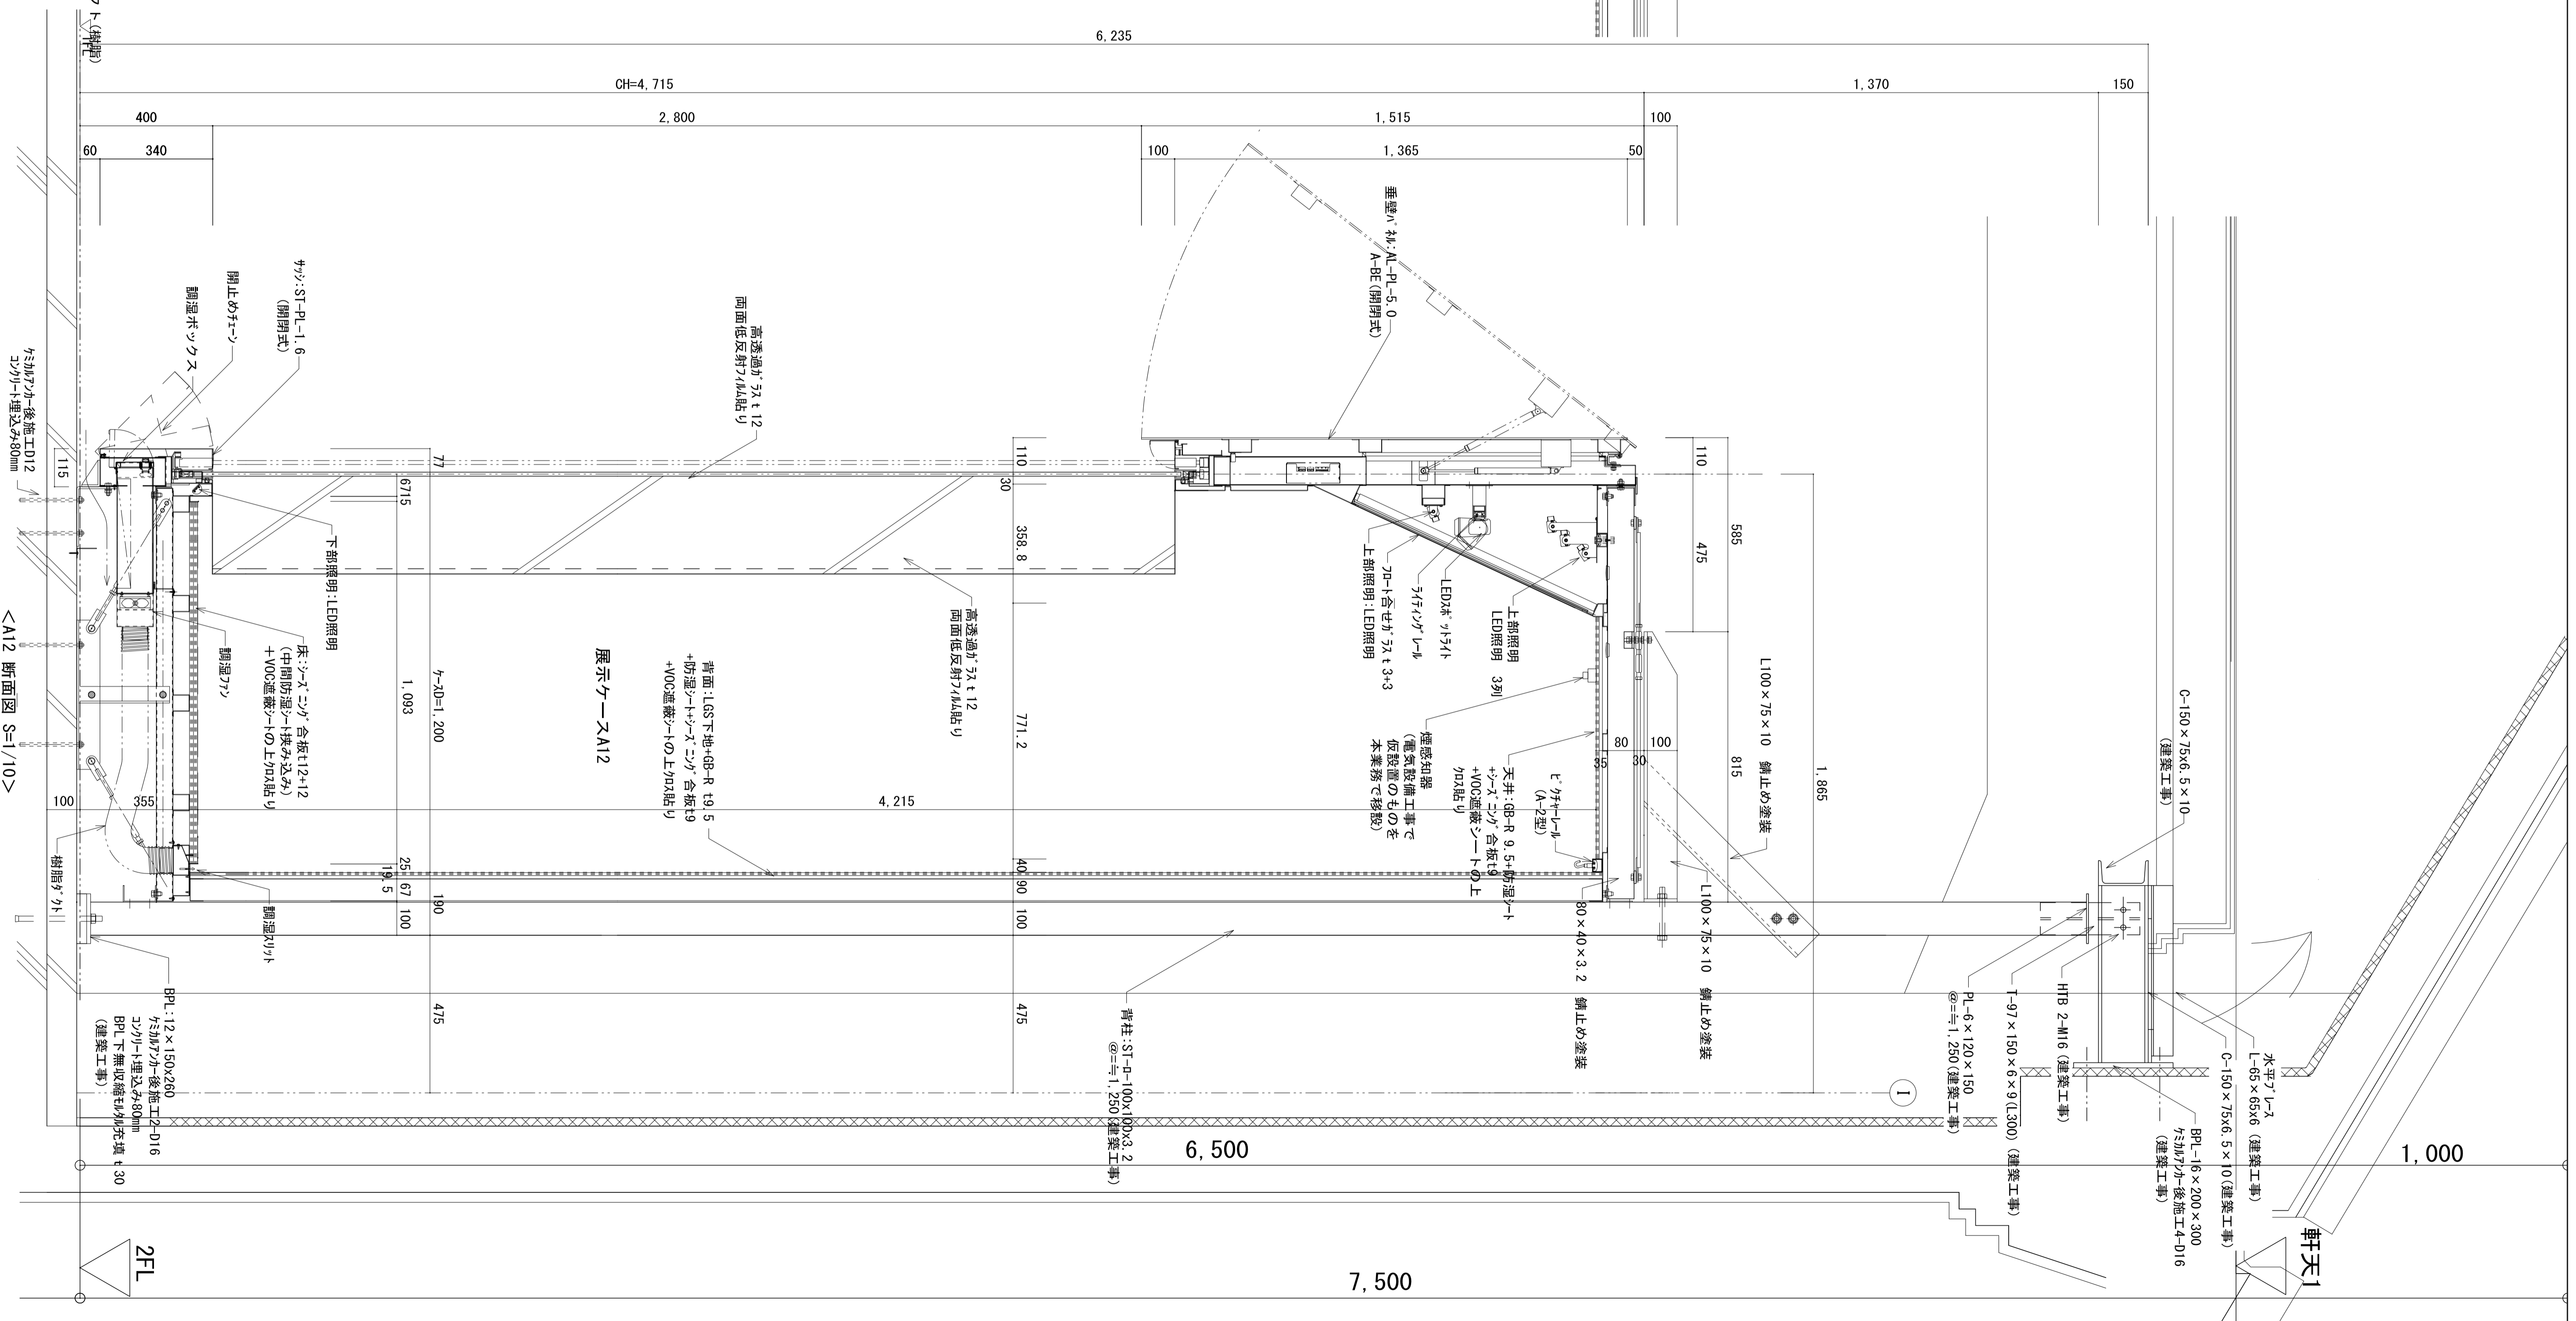 フト(樹脂)
1FL
6,235
CH=4,715
1,370
150
400
2,800
1,515
100
60
340
100
1,365
50
垂壁パネル:AL-PL-5.0
A-BE(開閉式)
サッシ:ST-PL-1.6
(開閉式)
開止めチェーン
調湿ボックス
ケミカルアンカー後施工D12
コンクリート埋込み80mm
高透過ガラス t 12
両面低反射フィルム貼り
115
77
6715
110
30
358.8
110
475
585
下部照明:LED照明
高透過ガラス t 12
両面低反射フィルム貼り
上部照明:LED照明
フロート合せガラス t 3+3
ライティングレール
LEDスポットライト
上部照明
LED照明 3列
床:シーズニング合板t12+12
(中間防湿シート挟み込み)
+VOC遮蔽シートの上クロス貼り
調湿ファン
1,093
ケースD=1,200
展示ケースA12
背面:LGS下地+GB-R t9.5
+防湿シート+シーズニング合板t9
+VOC遮蔽シートの上クロス貼り
771.2
煙感知器
(電気設備工事で
仮設置のものを
本業務で移設)
天井:GB-R 9.5+防湿シート
+シーズニング合板t9
+VOC遮蔽シートの上
クロス貼り
ピクチャーレール
(A-2型)
80
100
35
30
815
1,865
L100×75×10 錆止め塗装
C-150×75x6.5×10
(建築工事)
100
355
4,215
樹脂ダクト
調湿スリット
25
67
100
19.5
190
40
90
100
475
475
80×40×3.2 錆止め塗装
L100×75×10 錆止め塗装
BPL:12×150x260
ケミカルアンカー後施工2-D16
コンクリート埋込み80mm
BPL下無収縮モルタル充填 t 30
(建築工事)
背柱:ST-ロ-100x100x3.2
@=≒1,250(建築工事)
PL-6×120×150
@=≒1,250(建築工事)
T-97×150×6×9(L300) (建築工事)
HTB 2-M16 (建築工事)
水平ブレース
L-65×65x6 (建築工事)
C-150×75x6.5×10(建築工事)
BPL-16×200×300
ケミカルアンカー後施工4-D16
(建築工事)
I
6,500
1,000
7,500
2FL
軒天1
<A12 断面図 S=1/10>